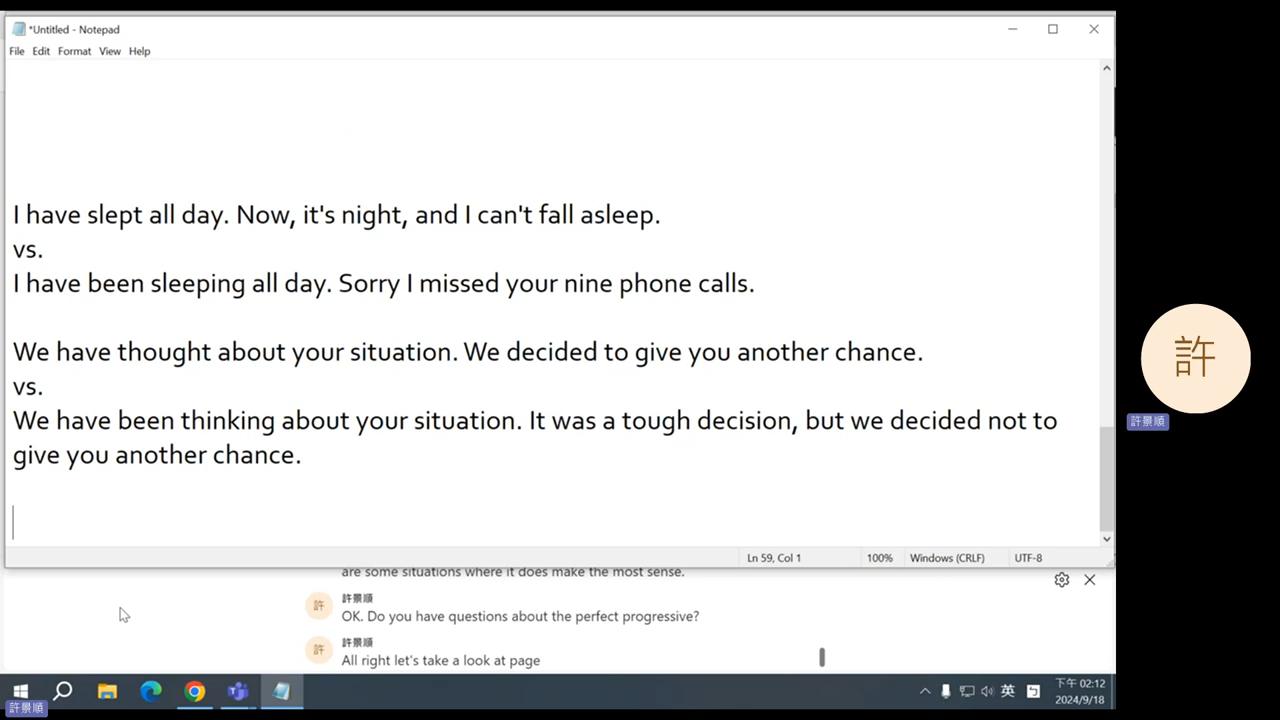 *Untitled - Notepad
File Edit Format View Help
I have slept all day. Now, it's night, and I can't fall asleep.
vs.
I have been sleeping all day. Sorry I missed your nine phone calls.
We have thought about your situation. We decided to give you another chance.
vs.
We have been thinking about your situation. It was a tough decision, but we decided not to
give you another chance.
Ln 59, Col 1 100% Windows (CRLF) UTF-8
are some situations where it does make the most sense.
許 許景順
OK. Do you have questions about the perfect progressive?
許 許景順
All right let's take a look at page
英 ㄅ 下午 02:12
2024/9/18
許景順
許
許景順